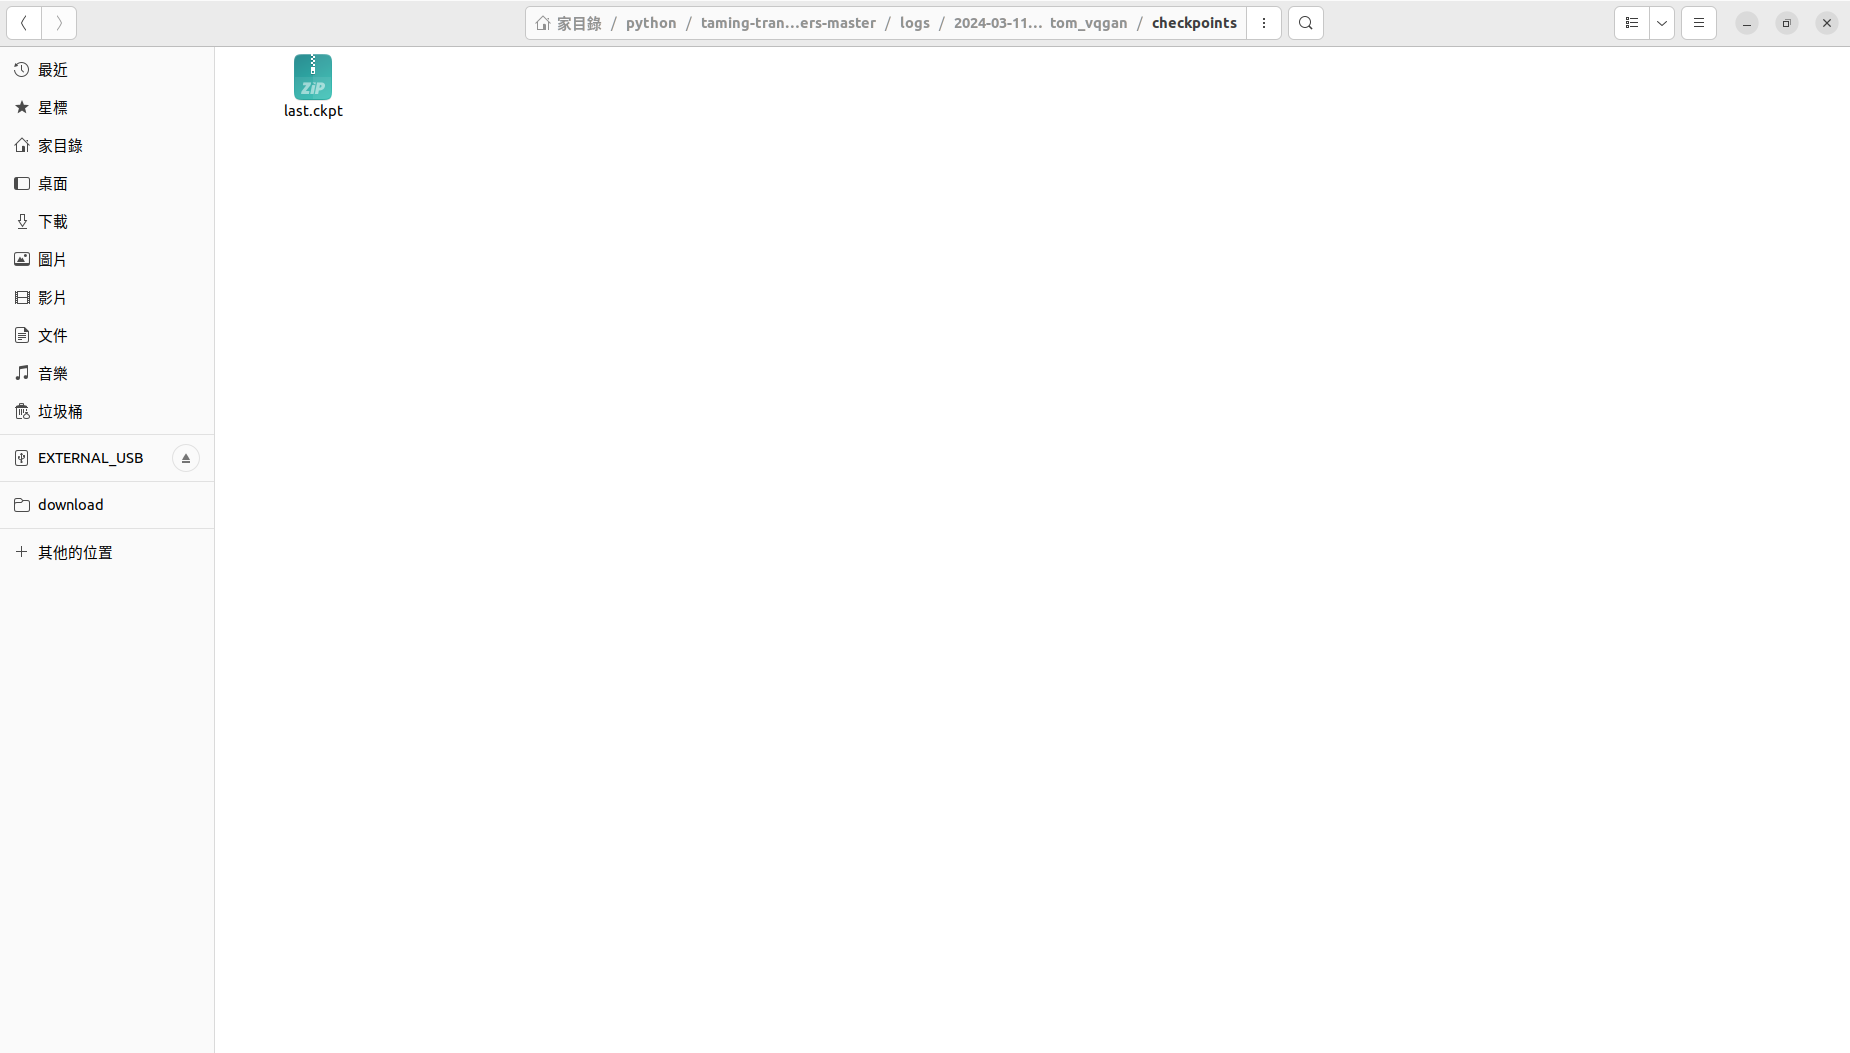 家目錄 / python / taming-tran...ers-master / logs / 2024-03-11... tom_vqgan / checkpoints
最近
星標
家目錄
桌面
下載
圖片
影片
文件
音樂
垃圾桶
EXTERNAL_USB
download
其他的位置
ZiP
last.ckpt